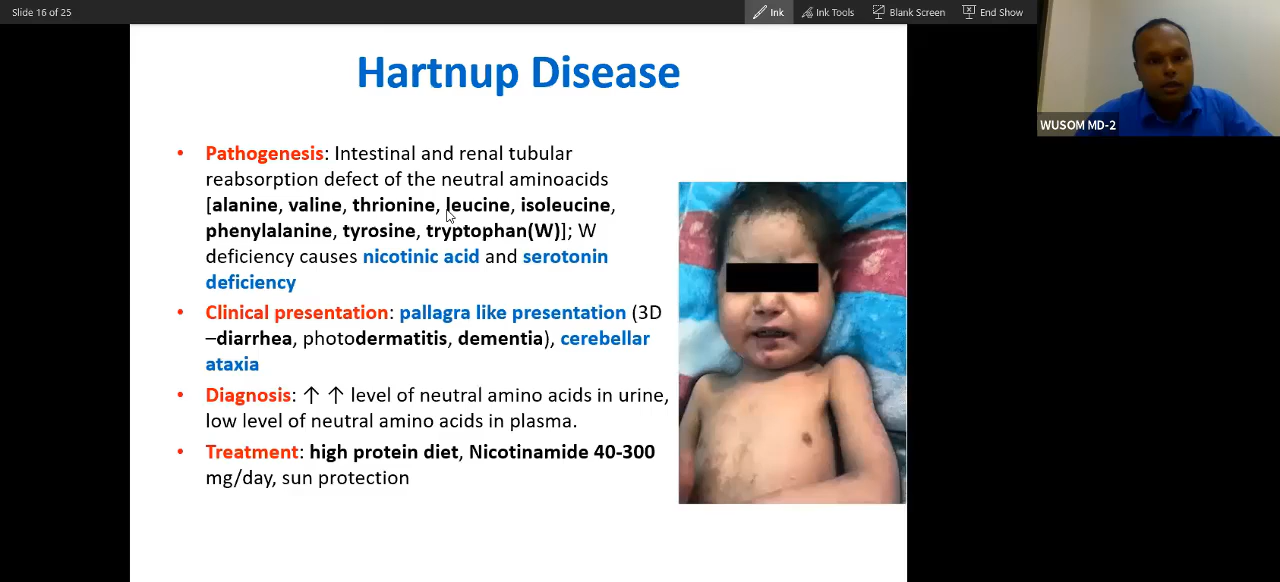 Slide 16 of 25
Ink
Ink Tools
Blank Screen
End Show
WUSOM MD-2
Hartnup Disease
• Pathogenesis: Intestinal and renal tubular
reabsorption defect of the neutral aminoacids
[alanine, valine, thrionine, leucine, isoleucine,
phenylalanine, tyrosine, tryptophan(W)]; W
deficiency causes nicotinic acid and serotonin
deficiency
• Clinical presentation: pallagra like presentation (3D
–diarrhea, photodermatitis, dementia), cerebellar
ataxia
• Diagnosis: ↑ ↑ level of neutral amino acids in urine,
low level of neutral amino acids in plasma.
• Treatment: high protein diet, Nicotinamide 40-300
mg/day, sun protection